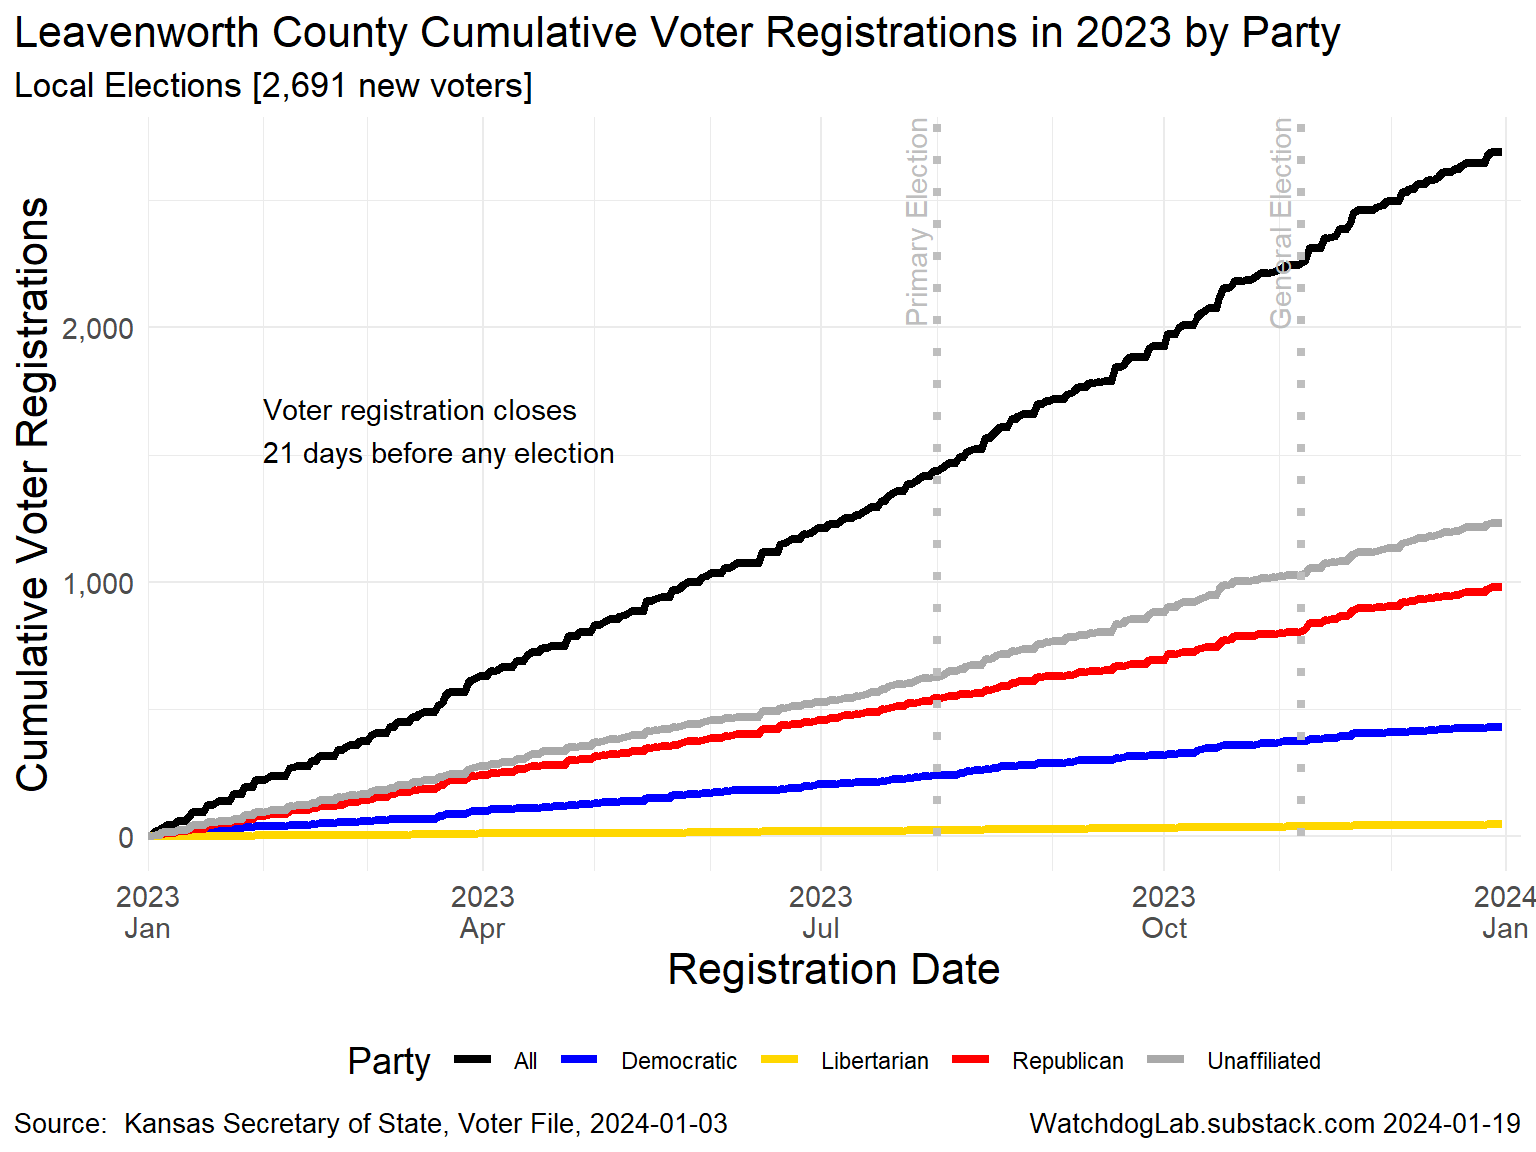 Leavenworth County Cumulative Voter Registrations in 2023 by Party
Local Elections [2,691 new voters]
Cumulative Voter Registrations
2,000
1,000
0
Primary Election
General Election
Voter registration closes
21 days before any election
2023 2023 2023 2023 2024
Jan Apr Jul Oct Jan
Registration Date
Party All Democratic Libertarian Republican Unaffiliated
Source:  Kansas Secretary of State, Voter File, 2024-01-03
WatchdogLab.substack.com 2024-01-19